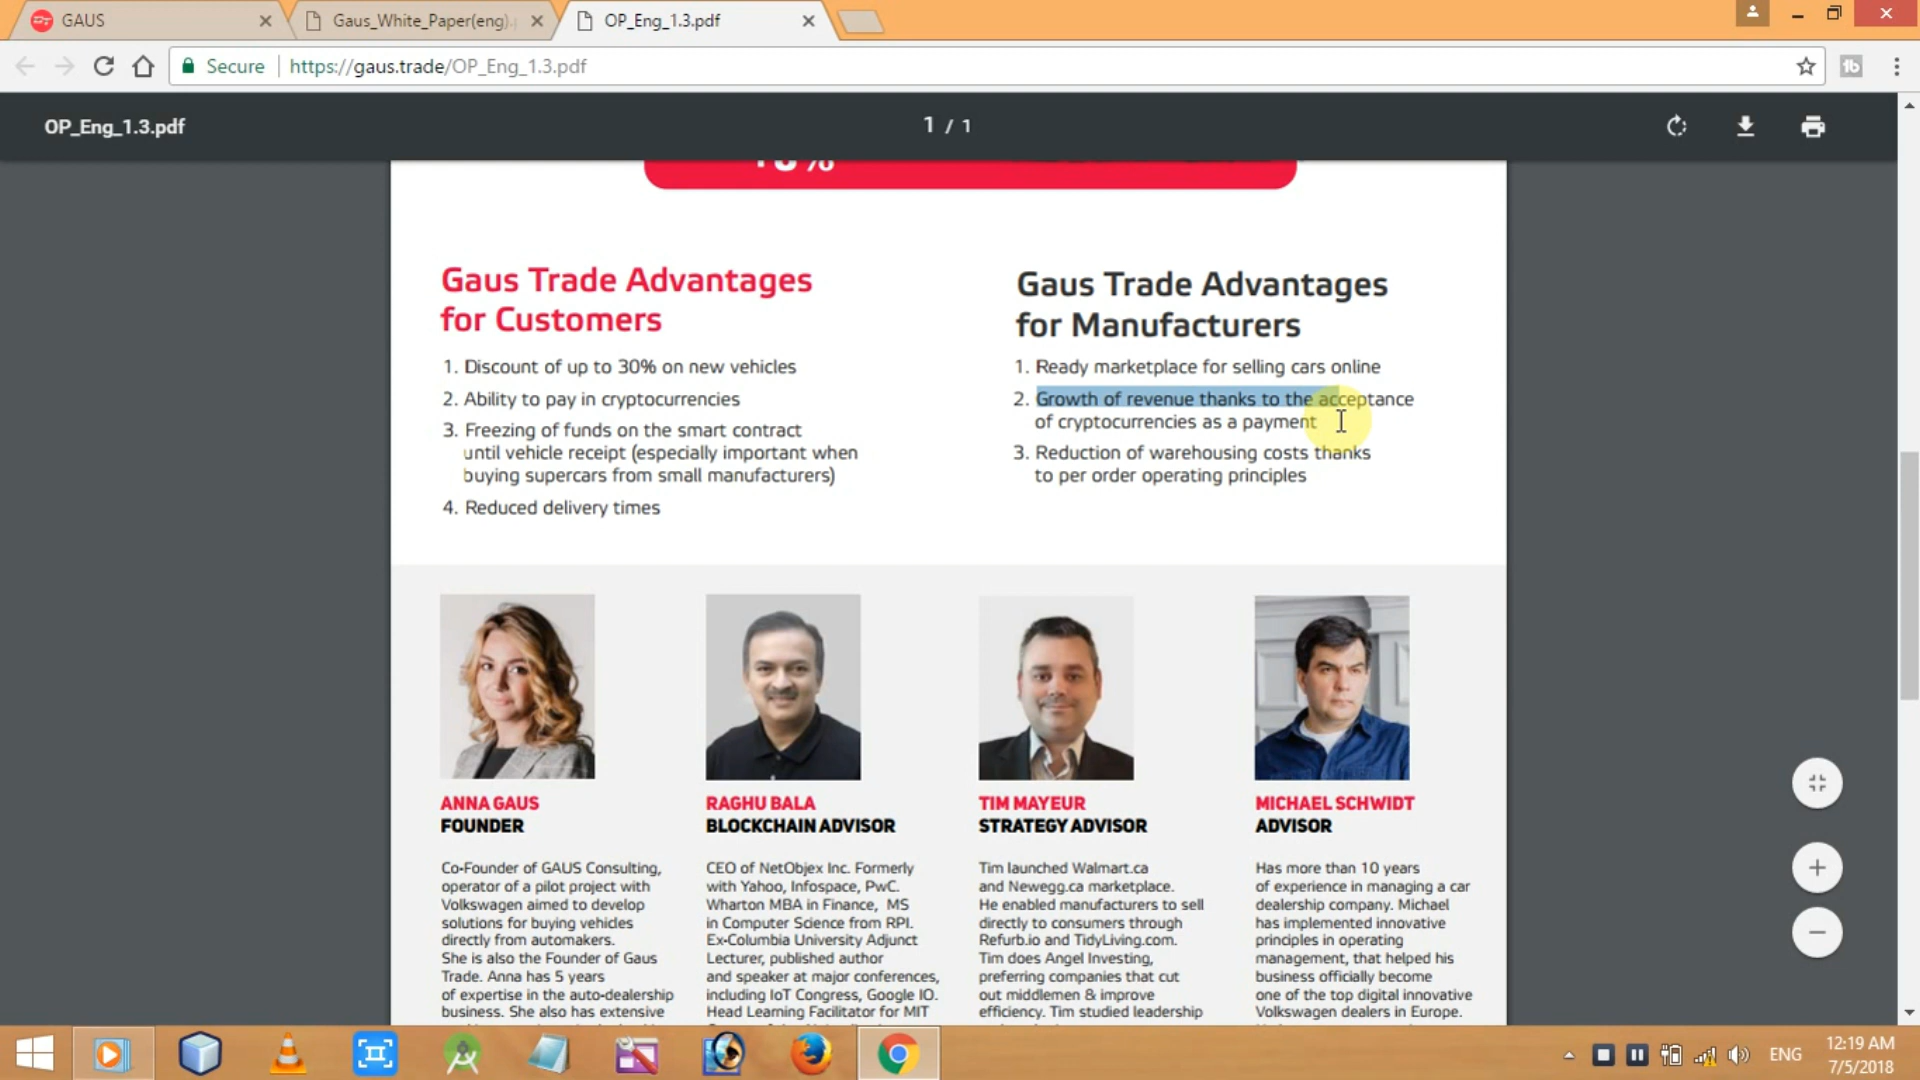 GAUS
Gaus_White_Paper(eng).
OP_Eng_1.3.pdf
Secure
https://gaus.trade/OP_Eng_1.3.pdf
OP_Eng_1.3.pdf
1 / 1
Gaus Trade Advantages
for Customers
1. Discount of up to 30% on new vehicles
2. Ability to pay in cryptocurrencies
3. Freezing of funds on the smart contract
until vehicle receipt (especially important when
buying supercars from small manufacturers)
4. Reduced delivery times
Gaus Trade Advantages
for Manufacturers
1. Ready marketplace for selling cars online
2. Growth of revenue thanks to the acceptance
of cryptocurrencies as a payment
3. Reduction of warehousing costs thanks
to per order operating principles
ANNA GAUS
FOUNDER
Co-Founder of GAUS Consulting,
operator of a pilot project with
Volkswagen aimed to develop
solutions for buying vehicles
directly from automakers.
She is also the Founder of Gaus
Trade. Anna has 5 years
of expertise in the auto-dealership
business. She also has extensive
RAGHU BALA
BLOCKCHAIN ADVISOR
CEO of NetObjex Inc. Formerly
with Yahoo, Infospace, PwC.
Wharton MBA in Finance, MS
in Computer Science from RPI.
Ex-Columbia University Adjunct
Lecturer, published author
and speaker at major conferences,
including IoT Congress, Google IO.
Head Learning Facilitator for MIT
TIM MAYEUR
STRATEGY ADVISOR
Tim launched Walmart.ca
and Newegg.ca marketplace.
He enabled manufacturers to sell
directly to consumers through
Refurb.io and TidyLiving.com.
Tim does Angel Investing,
preferring companies that cut
out middlemen & improve
efficiency. Tim studied leadership
MICHAEL SCHWIDT
ADVISOR
Has more than 10 years
of experience in managing a car
dealership company. Michael
has implemented innovative
principles in operating
management, that helped his
business officially become
one of the top digital innovative
Volkswagen dealers in Europe.
ENG
12:19 AM
7/5/2018